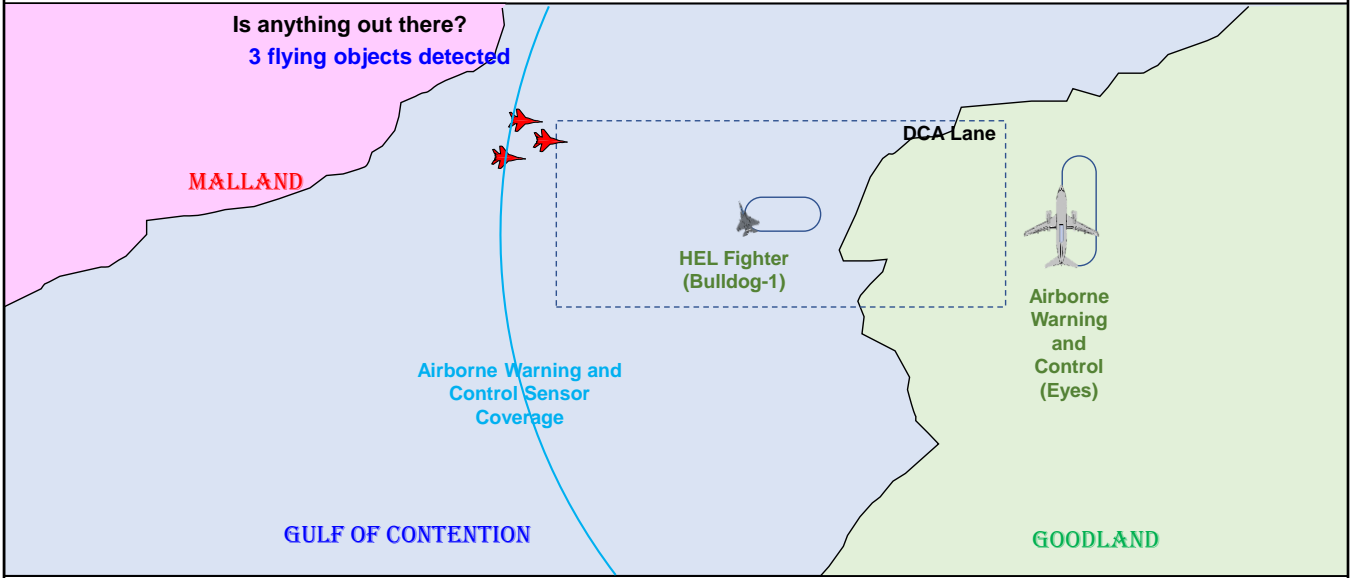 Is anything out there?
3 flying objects detected
DCA Lane
MALLAND
HEL Fighter
(Bulldog-1)
Airborne
Warning
and
Control
(Eyes)
Airborne Warning and
Control Sensor
Coverage
GULF OF CONTENTION
GOODLAND